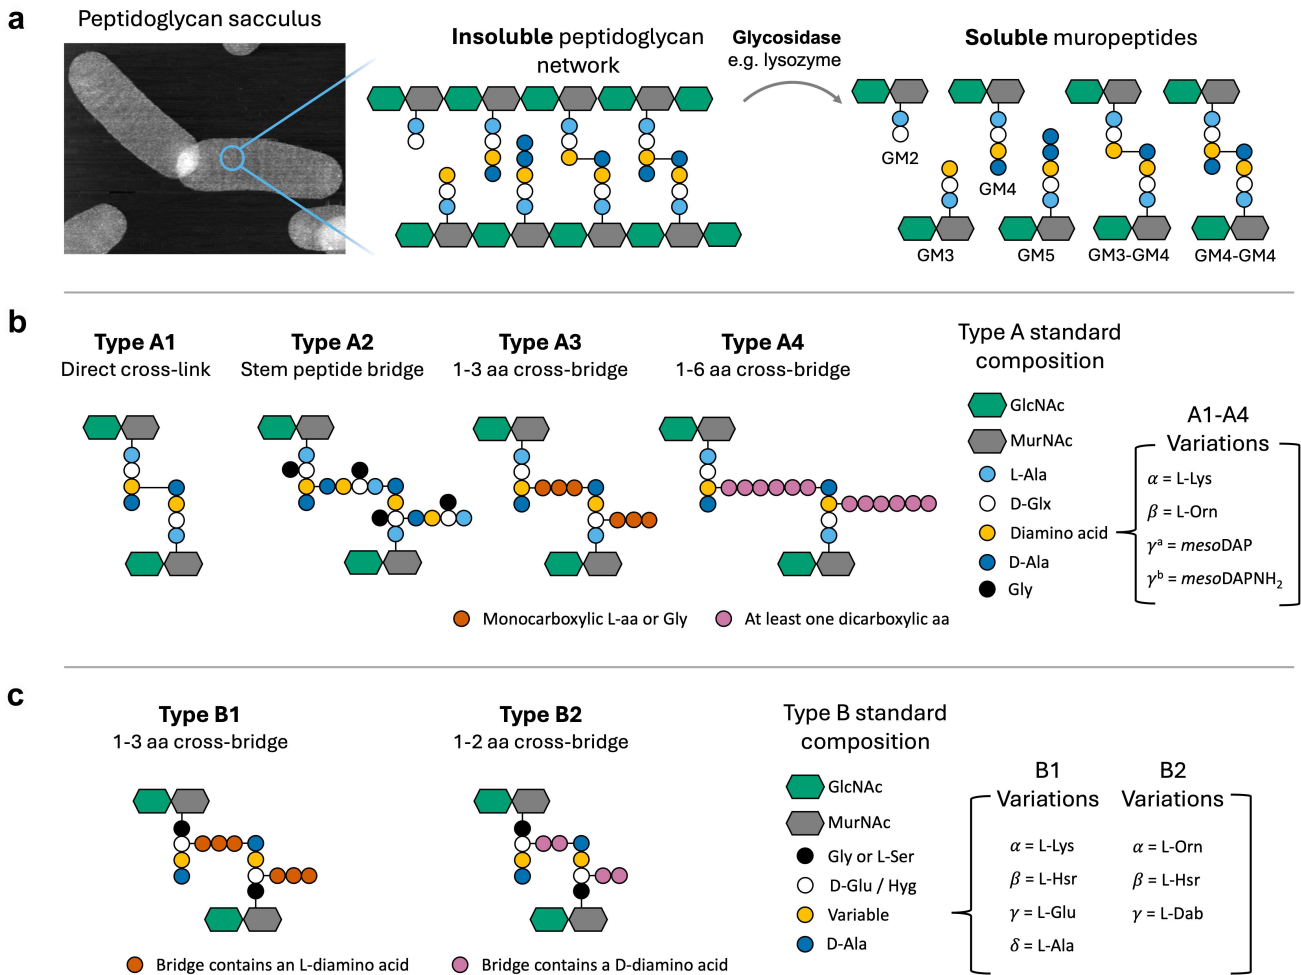 a
Peptidoglycan sacculus
Insoluble peptidoglycan
network
Glycosidase
e.g. lysozyme
Soluble muropeptides
GM2
GM4
GM3
GM5
GM3-GM4
GM4-GM4
b
Type A1
Direct cross-link
Type A2
Stem peptide bridge
Type A3
1-3 aa cross-bridge
Type A4
1-6 aa cross-bridge
Type A standard
composition
GlcNAc
MurNAc
L-Ala
D-Glx
Diamino acid
D-Ala
Gly
A1-A4
Variations
α = L-Lys
β = L-Orn
γᵃ = mesoDAP
γᵇ = mesoDAPNH₂
Monocarboxylic L-aa or Gly
At least one dicarboxylic aa
c
Type B1
1-3 aa cross-bridge
Type B2
1-2 aa cross-bridge
Type B standard
composition
GlcNAc
MurNAc
Gly or L-Ser
D-Glu / Hyg
Variable
D-Ala
B1
Variations
α = L-Lys
β = L-Hsr
γ = L-Glu
δ = L-Ala
B2
Variations
α = L-Orn
β = L-Hsr
γ = L-Dab
Bridge contains an L-diamino acid
Bridge contains a D-diamino acid